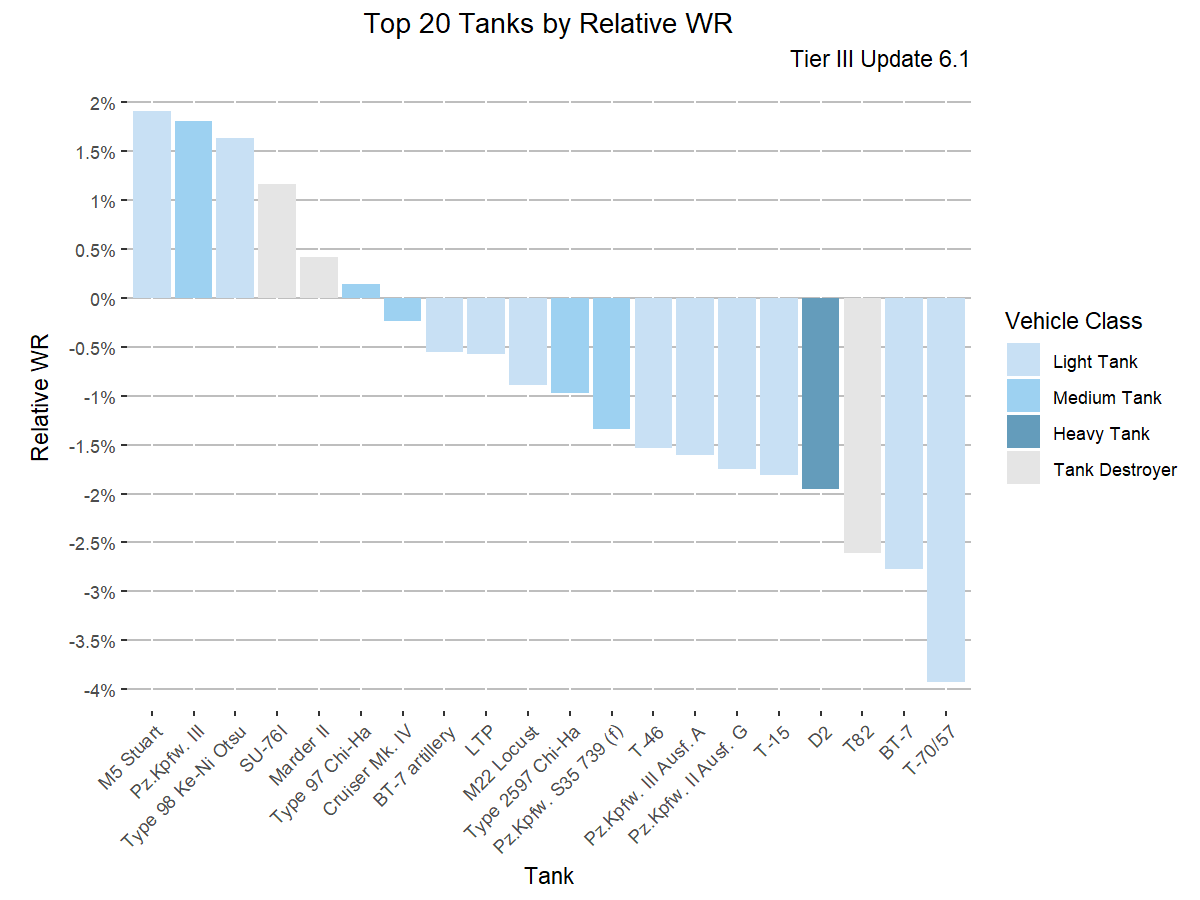 Top 20 Tanks by Relative WR
Tier III Update 6.1
2%
1.5%
1%
0.5%
0%
-0.5%
-1%
-1.5%
-2%
-2.5%
-3%
-3.5%
-4%
Relative WR
M5 Stuart
Pz.Kpfw. III
Type 98 Ke-Ni Otsu
SU-76I
Marder II
Type 97 Chi-Ha
Cruiser Mk. IV
BT-7 artillery
LTP
M22 Locust
Type 2597 Chi-Ha
Pz.Kpfw. S35 739 (f)
T-46
Pz.Kpfw. III Ausf. A
Pz.Kpfw. II Ausf. G
T-15
D2
T82
BT-7
T-70/57
Tank
Vehicle Class
Light Tank
Medium Tank
Heavy Tank
Tank Destroyer